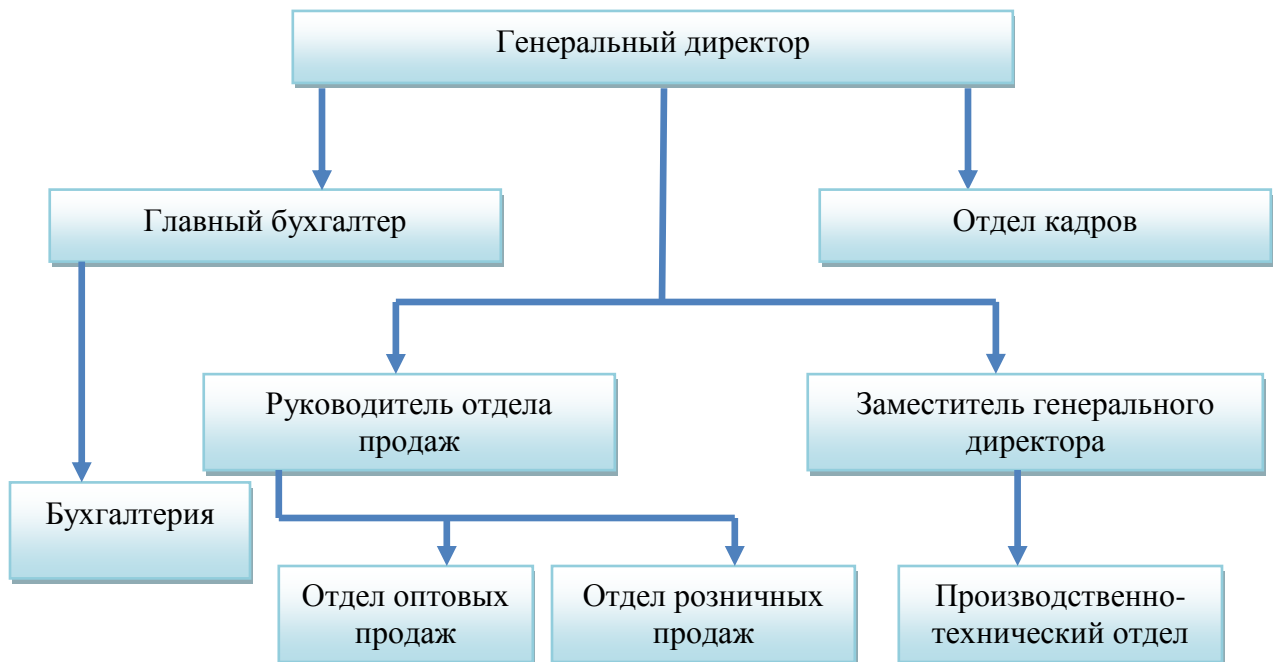 Генеральный директор
Главный бухгалтер
Отдел кадров
Руководитель отдела
продаж
Заместитель генерального
директора
Бухгалтерия
Отдел оптовых
продаж
Отдел розничных
продаж
Производственно-
технический отдел